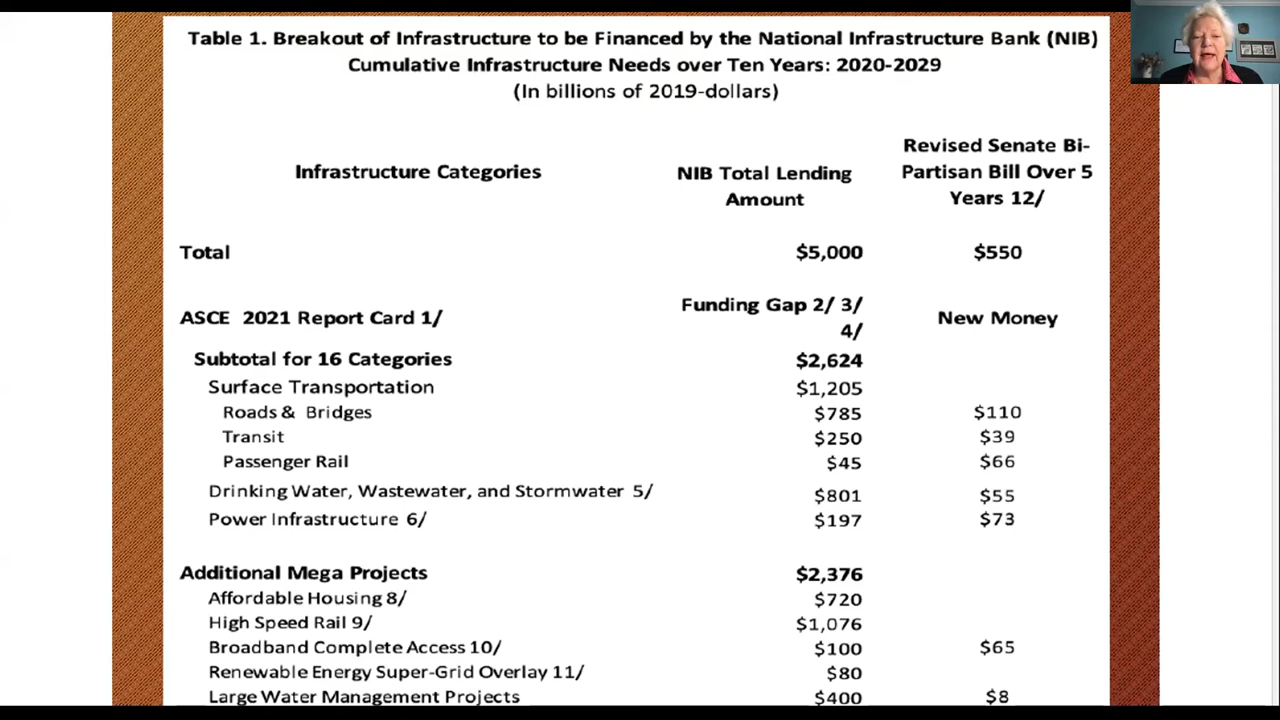 Table 1. Breakout of Infrastructure to be Financed by the National Infrastructure Bank (NIB)
Cumulative Infrastructure Needs over Ten Years: 2020-2029
(In billions of 2019-dollars)
Infrastructure Categories
NIB Total Lending
Amount
Revised Senate Bi-
Partisan Bill Over 5
Years 12/
Total $5,000 $550
ASCE 2021 Report Card 1/
Funding Gap 2/ 3/
4/
New Money
Subtotal for 16 Categories $2,624
Surface Transportation $1,205
Roads & Bridges $785 $110
Transit $250 $39
Passenger Rail $45 $66
Drinking Water, Wastewater, and Stormwater 5/ $801 $55
Power Infrastructure 6/ $197 $73
Additional Mega Projects $2,376
Affordable Housing 8/ $720
High Speed Rail 9/ $1,076
Broadband Complete Access 10/ $100 $65
Renewable Energy Super-Grid Overlay 11/ $80
Large Water Management Projects $400 $8